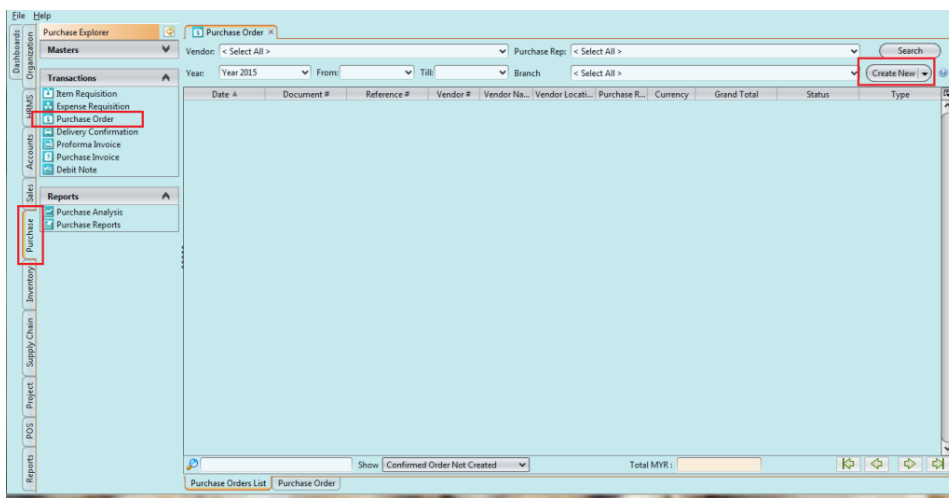 File Help
Purchase Explorer
Masters
Transactions
Item Requisition
Expense Requisition
Purchase Order
Delivery Confirmation
Proforma Invoice
Purchase Invoice
Debit Note
Reports
Purchase Analysis
Purchase Reports
Dashboards
Organization
HRMS
Accounts
Sales
Purchase
Inventory
Supply Chain
Project
POS
Reports
Purchase Order
Vendor: < Select All > Purchase Rep: < Select All > Search
Year: Year 2015 From: Till: Branch < Select All > Create New
Date Document # Reference # Vendor # Vendor Na... Vendor Locati... Purchase R... Currency Grand Total Status Type
Show Confirmed Order Not Created Total MYR :
Purchase Orders List Purchase Order